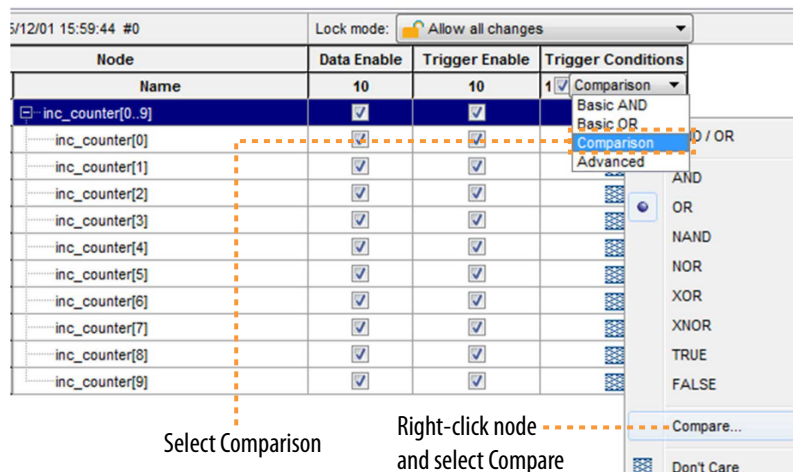 5/12/01 15:59:44 #0 Lock mode: Allow all changes
Node Data Enable Trigger Enable Trigger Conditions
Name 10 10 1 Comparison
Basic AND
Basic OR
Comparison
Advanced
inc_counter[0..9]
inc_counter[0]
inc_counter[1]
inc_counter[2]
inc_counter[3]
inc_counter[4]
inc_counter[5]
inc_counter[6]
inc_counter[7]
inc_counter[8]
inc_counter[9]
D / OR
AND
OR
NAND
NOR
XOR
XNOR
TRUE
FALSE
Compare...
Don't Care
Select Comparison
Right-click node
and select Compare